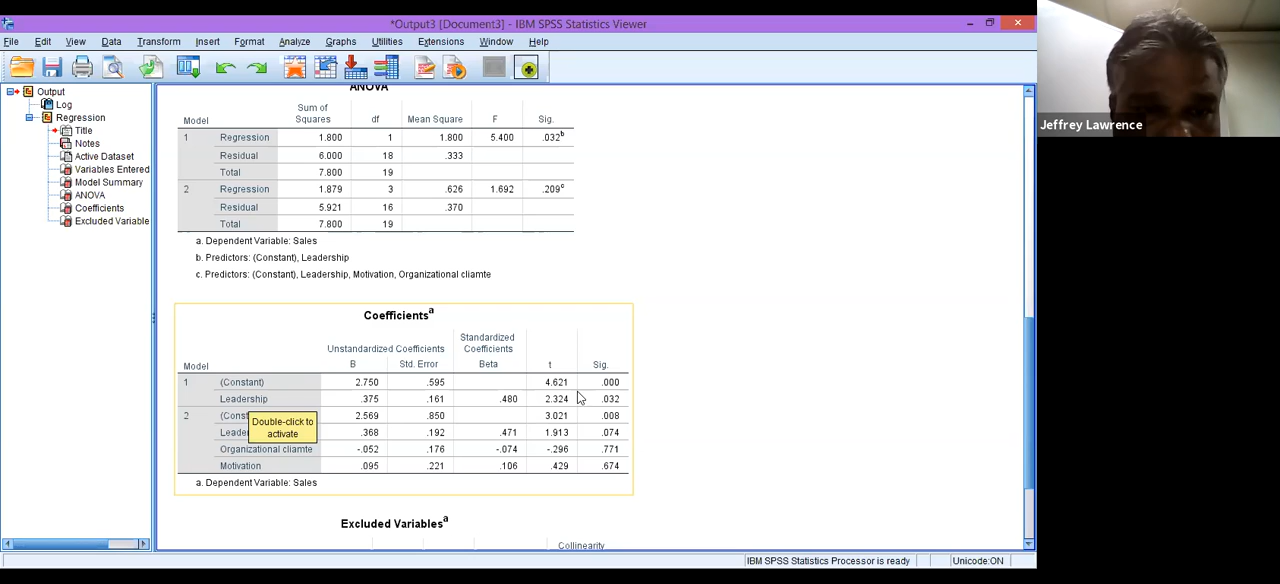 *Output3 [Document3] - IBM SPSS Statistics Viewer
File Edit View Data Transform Insert Format Analyze Graphs Utilities Extensions Window Help
Output
Log
Regression
Title
Notes
Active Dataset
Variables Entered
Model Summary
ANOVA
Coefficients
Excluded Variable
ANOVA
Model Sum of Squares df Mean Square F Sig.
1 Regression 1.800 1 1.800 5.400 .032b
Residual 6.000 18 .333
Total 7.800 19
2 Regression 1.879 3 .626 1.692 .209c
Residual 5.921 16 .370
Total 7.800 19
a. Dependent Variable: Sales
b. Predictors: (Constant), Leadership
c. Predictors: (Constant), Leadership, Motivation, Organizational cliamte
Coefficientsa
Unstandardized Coefficients Standardized Coefficients
Model B Std. Error Beta t Sig.
1 (Constant) 2.750 .595 4.621 .000
Leadership .375 .161 .480 2.324 .032
2 (Const 2.569 .850 3.021 .008
Leader .368 .192 .471 1.913 .074
Organizational cliamte -.052 .176 -.074 -.296 .771
Motivation .095 .221 .106 .429 .674
a. Dependent Variable: Sales
Double-click to
activate
Excluded Variablesa
Collinearity
IBM SPSS Statistics Processor is ready
Unicode:ON
Jeffrey Lawrence